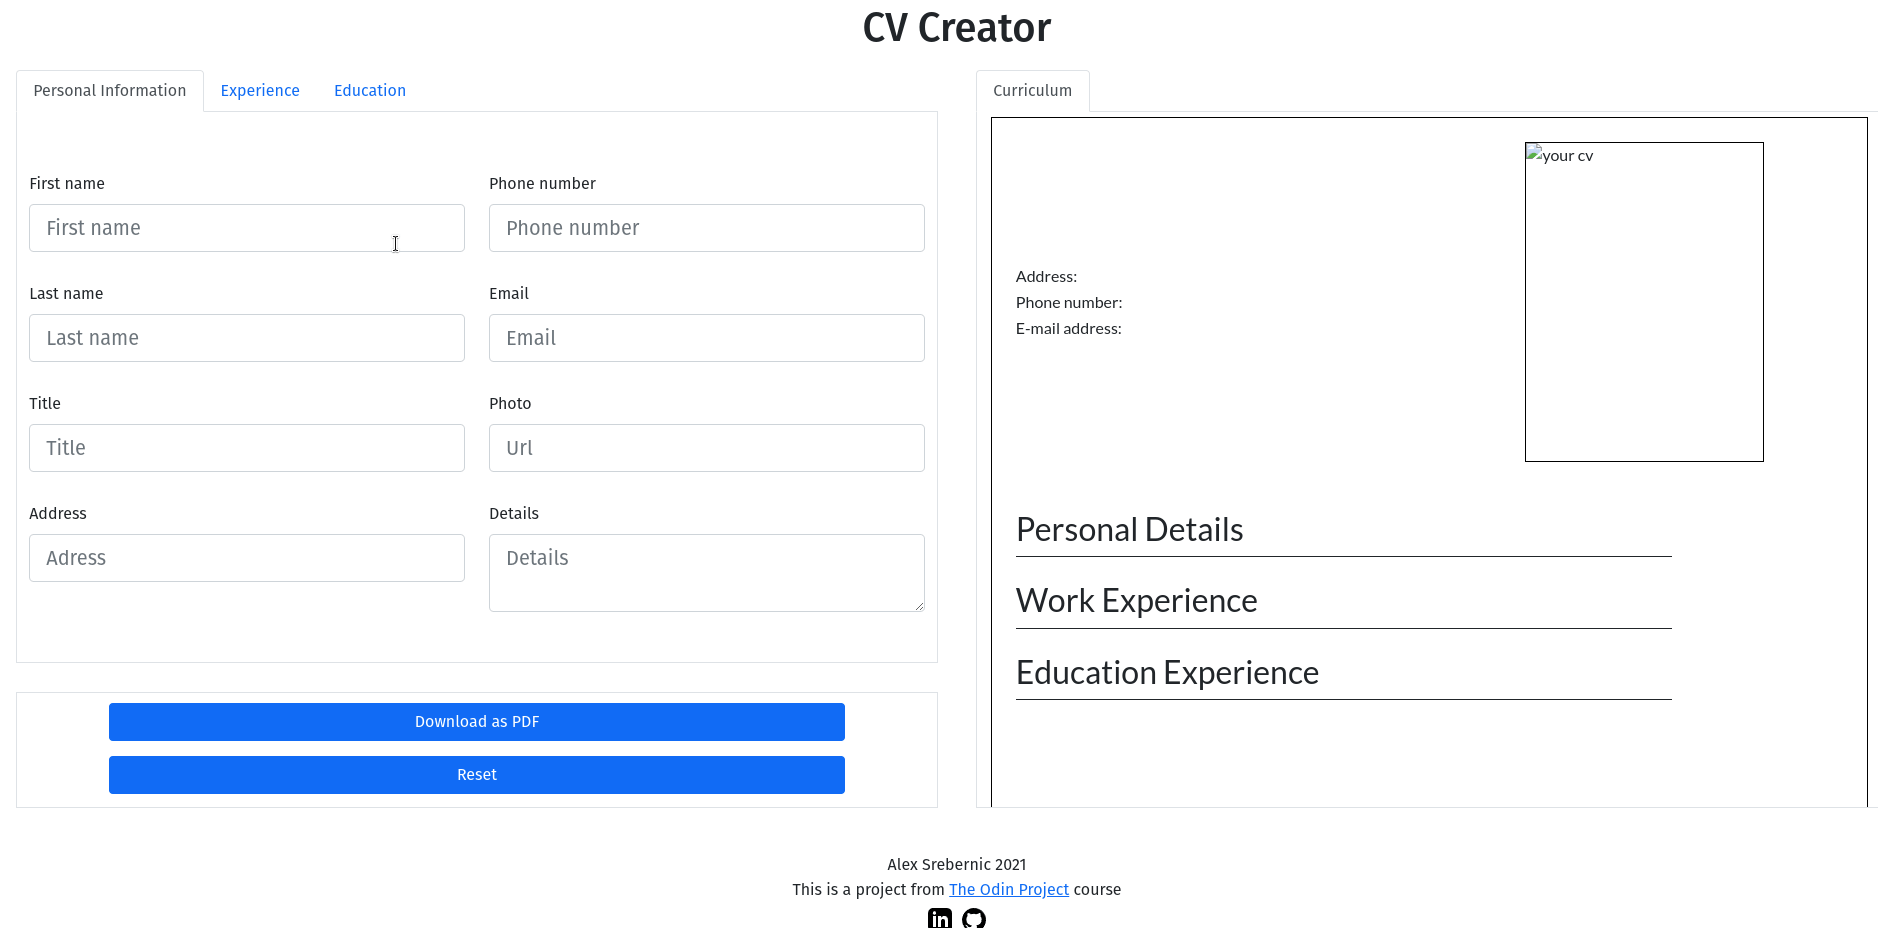 CV Creator
Personal Information Experience Education
First name
First name
Phone number
Phone number
Last name
Last name
Email
Email
Title
Title
Photo
Url
Address
Adress
Details
Details
Download as PDF
Reset
Curriculum
your cv
Address:
Phone number:
E-mail address:
Personal Details
Work Experience
Education Experience
Alex Srebernic 2021
This is a project from The Odin Project course
in